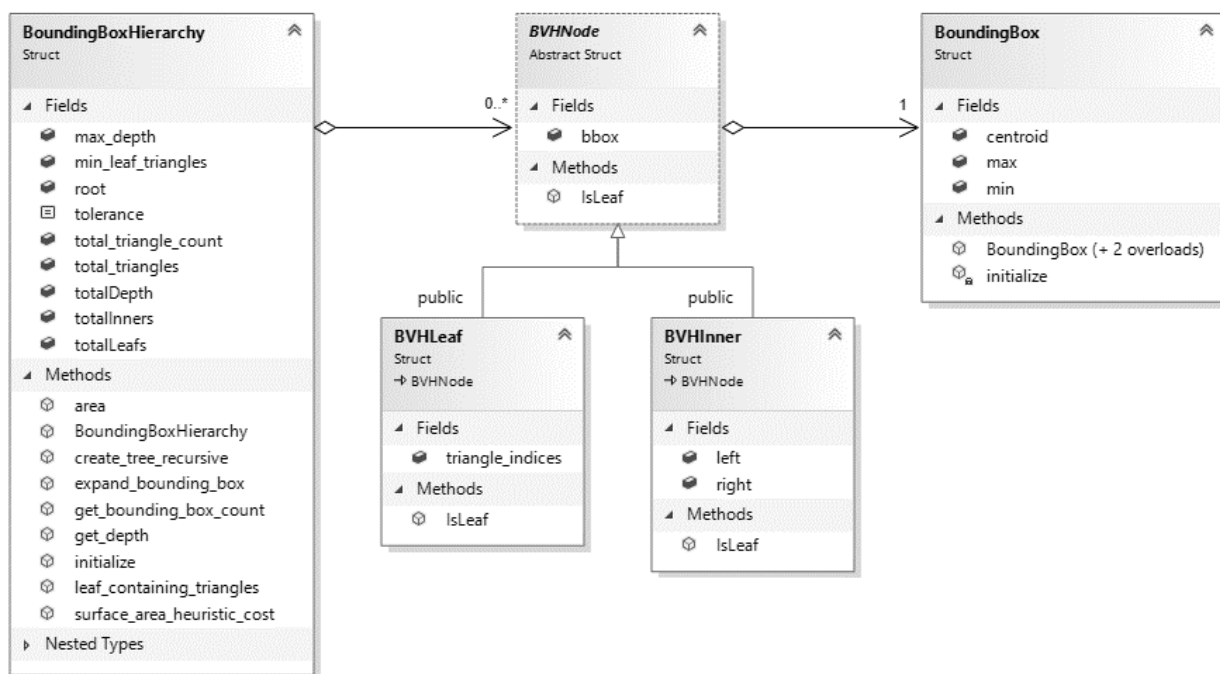 BoundingBoxHierarchy
Struct
Fields
max_depth
min_leaf_triangles
root
tolerance
total_triangle_count
total_triangles
totalDepth
totalInners
totalLeafs
Methods
area
BoundingBoxHierarchy
create_tree_recursive
expand_bounding_box
get_bounding_box_count
get_depth
initialize
leaf_containing_triangles
surface_area_heuristic_cost
Nested Types
0..*
BVHNode
Abstract Struct
Fields
bbox
Methods
IsLeaf
1
BoundingBox
Struct
Fields
centroid
max
min
Methods
BoundingBox (+ 2 overloads)
initialize
public
BVHLeaf
Struct
BVHNode
Fields
triangle_indices
Methods
IsLeaf
public
BVHInner
Struct
BVHNode
Fields
left
right
Methods
IsLeaf